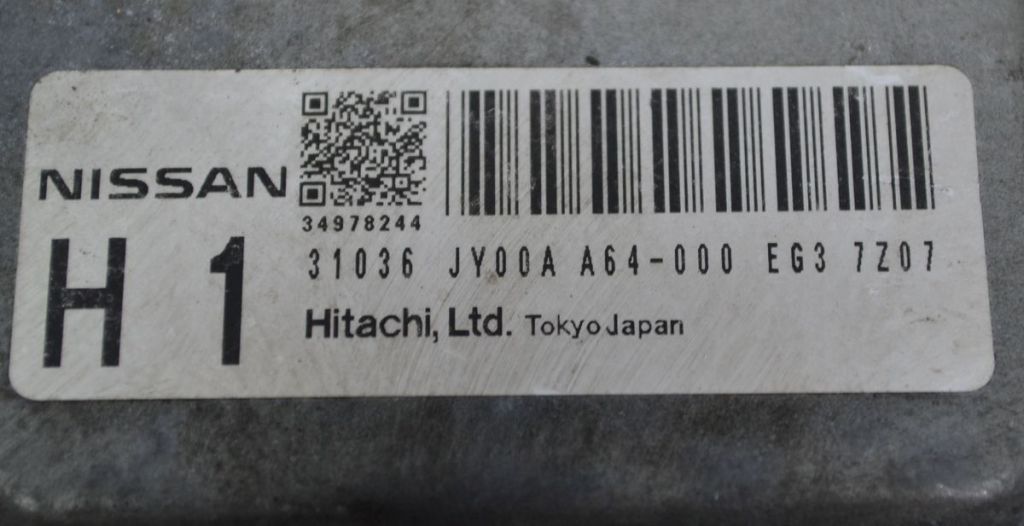 NISSAN
34978244
H 1
31036 JY00A A64-000 EG3 7Z07
Hitachi, Ltd. Tokyo Japan